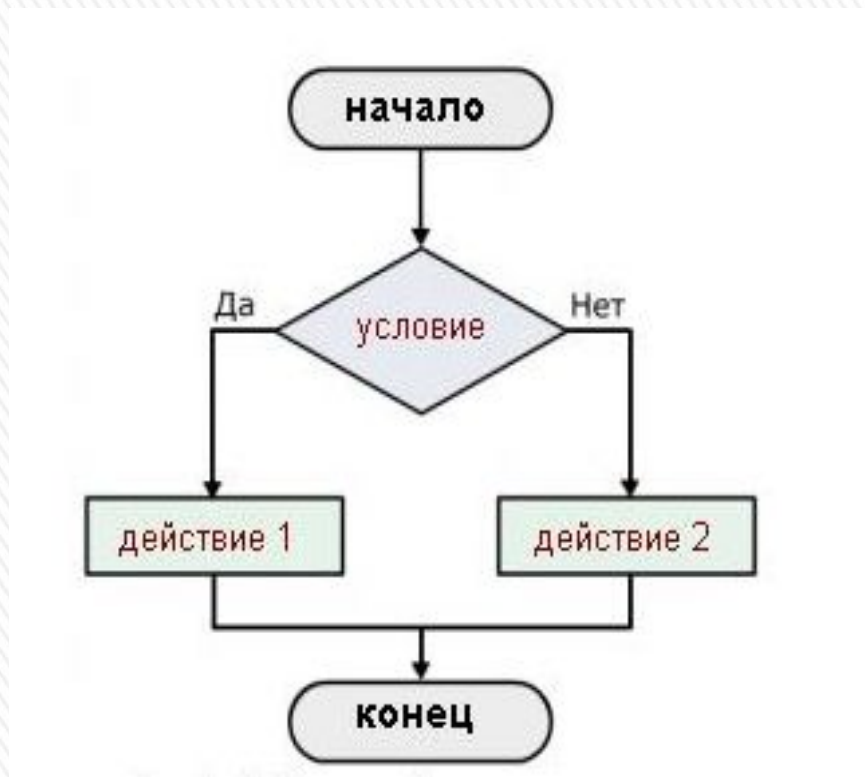 начало
Да
Нет
условие
действие 1
действие 2
конец